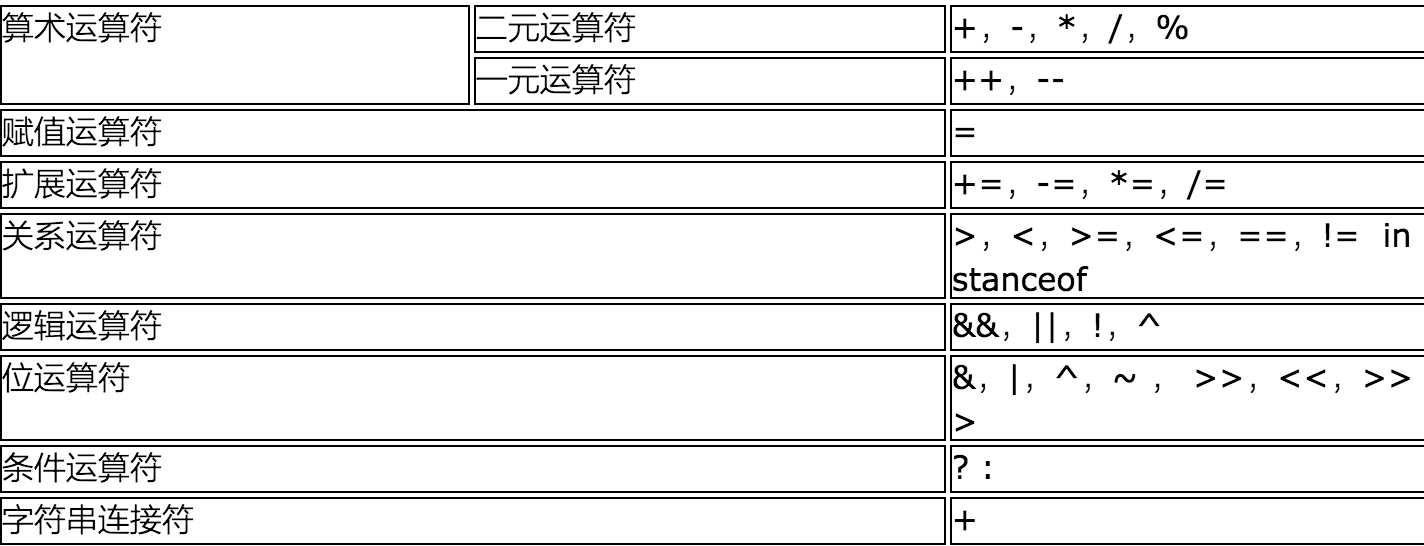 算术运算符
二元运算符
+, -, *, /, %
一元运算符
++, --
赋值运算符
=
扩展运算符
+=, -=, *=, /=
关系运算符
>, <, >=, <=, ==, != in
stanceof
逻辑运算符
&&, ||, !, ^
位运算符
&, |, ^, ~ , >>, <<, >>
>
条件运算符
? :
字符串连接符
+